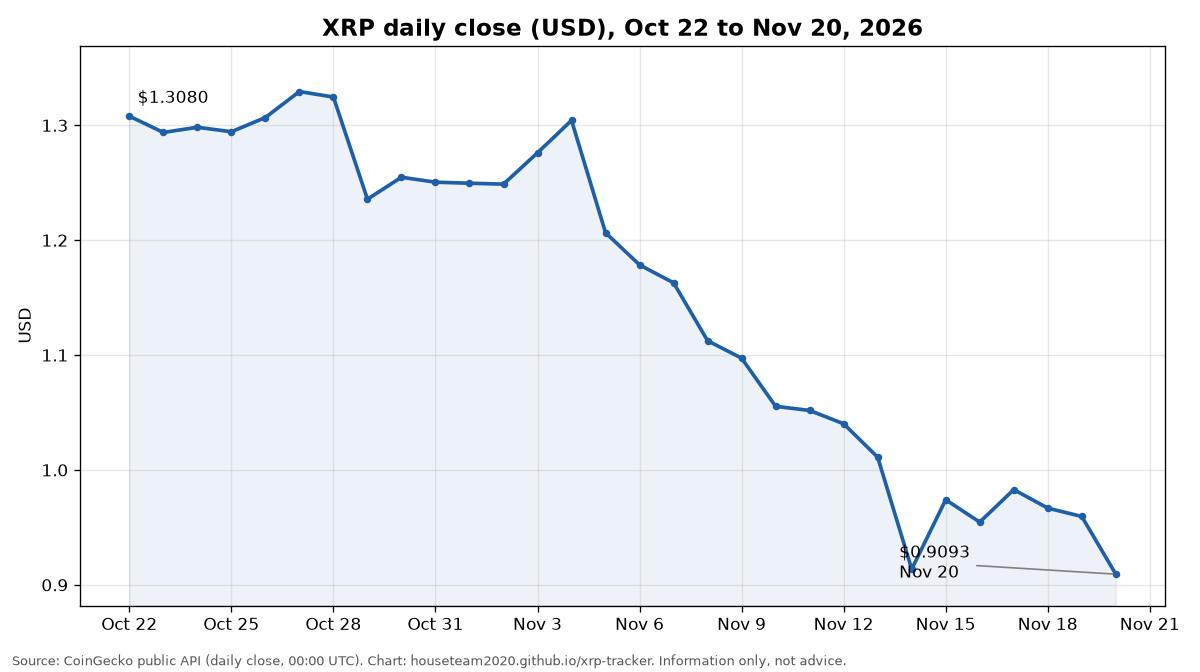 XRP daily close (USD), Oct 22 to Nov 20, 2026
$1.3080
1.3
1.2
1.1
1.0
0.9
USD
$0.9093
Nov 20
Oct 22 Oct 25 Oct 28 Oct 31 Nov 3 Nov 6 Nov 9 Nov 12 Nov 15 Nov 18 Nov 21
Source: CoinGecko public API (daily close, 00:00 UTC). Chart: houseteam2020.github.io/xrp-tracker. Information only, not advice.